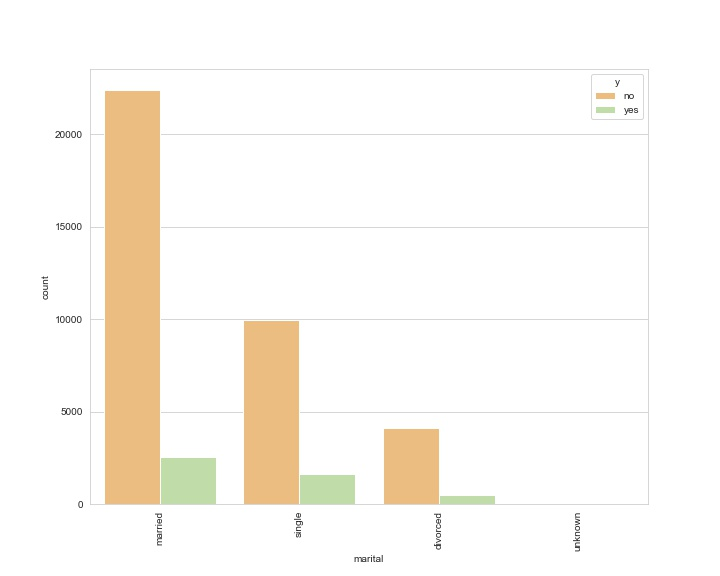 y
no
yes
20000
15000
10000
5000
0
count
married
single
divorced
unknown
marital